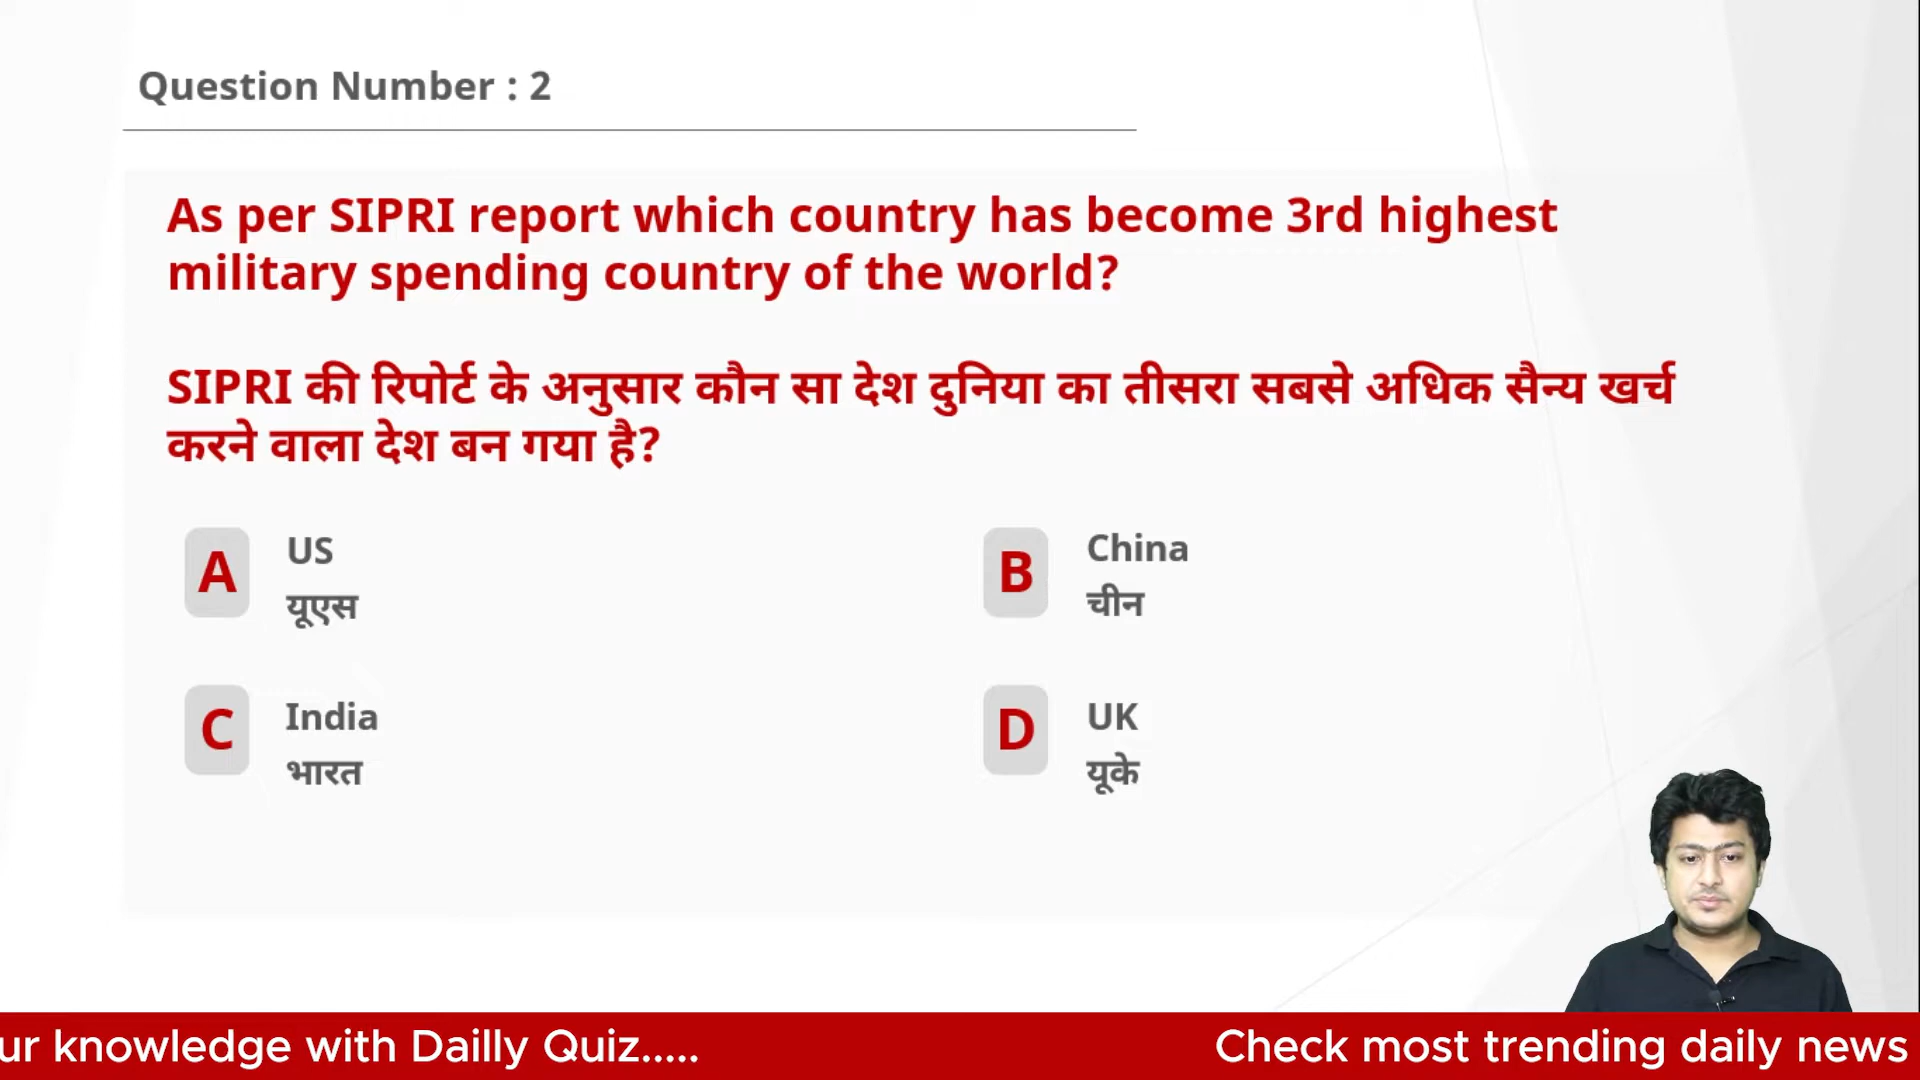 Question Number : 2
As per SIPRI report which country has become 3rd highest
military spending country of the world?
SIPRI की रिपोर्ट के अनुसार कौन सा देश दुनिया का तीसरा सबसे अधिक सैन्य खर्च
करने वाला देश बन गया है?
A US
यूएस
B China
चीन
C India
भारत
D UK
यूके
ur knowledge with Dailly Quiz..... Check most trending daily news